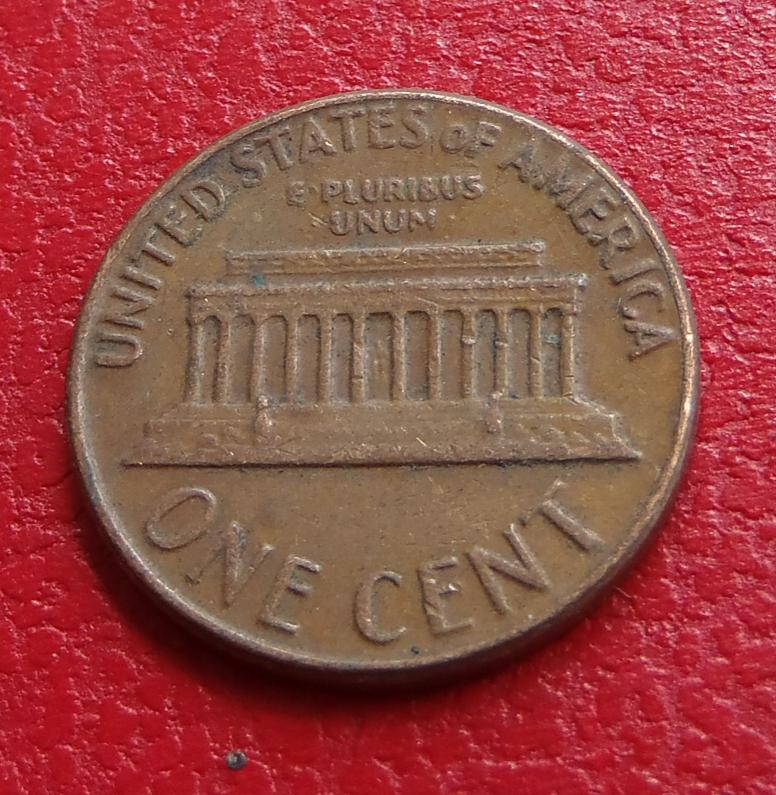 UNITED STATES OF AMERICA
E·PLURIBUS
UNUM
ONE CENT